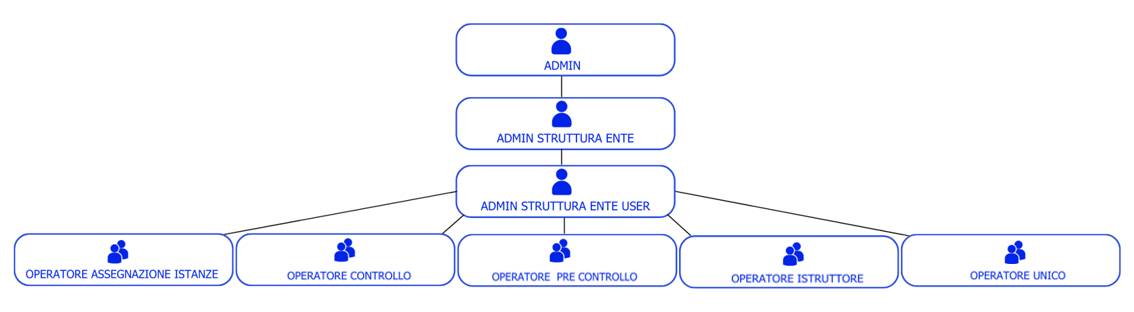 ADMIN
ADMIN STRUTTURA ENTE
ADMIN STRUTTURA ENTE USER
OPERATORE ASSEGNAZIONE ISTANZE
OPERATORE CONTROLLO
OPERATORE PRE CONTROLLO
OPERATORE ISTRUTTORE
OPERATORE UNICO